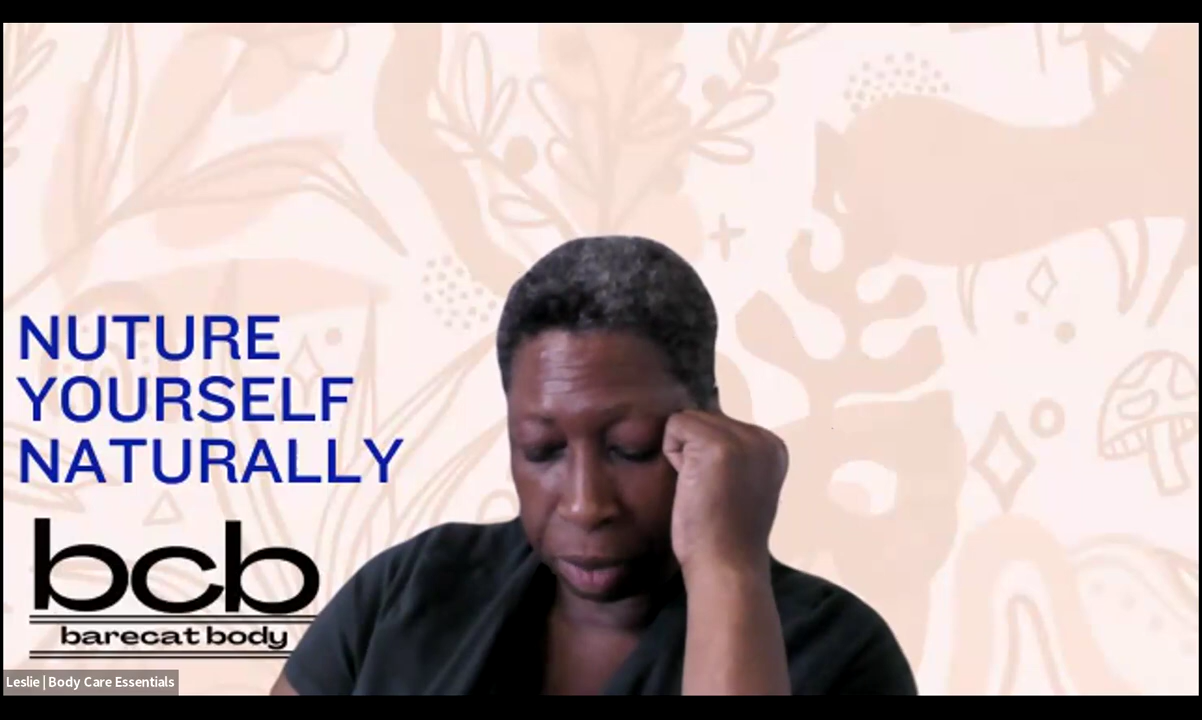 NUTURE
YOURSELF
NATURALLY
bcb
barecat body
Leslie | Body Care Essentials